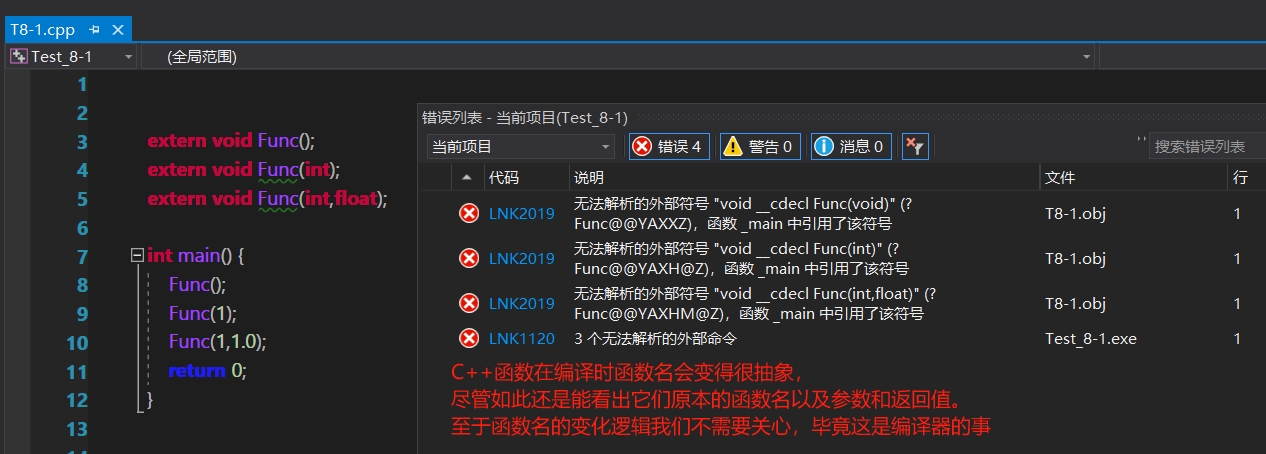 T8-1.cpp
Test_8-1
(全局范围)
1
2
3 extern void Func();
4 extern void Func(int);
5 extern void Func(int,float);
6
7 int main() {
8 Func();
9 Func(1);
10 Func(1,1.0);
11 return 0;
12 }
13
错误列表 - 当前项目(Test_8-1)
当前项目 错误 4 警告 0 消息 0 搜索错误列表
代码 说明 文件 行
LNK2019 无法解析的外部符号 "void __cdecl Func(void)" (? T8-1.obj 1
Func@@YAXXZ)，函数 _main 中引用了该符号
LNK2019 无法解析的外部符号 "void __cdecl Func(int)" (? T8-1.obj 1
Func@@YAXH@Z)，函数 _main 中引用了该符号
LNK2019 无法解析的外部符号 "void __cdecl Func(int,float)" (? T8-1.obj 1
Func@@YAXHM@Z)，函数 _main 中引用了该符号
LNK1120 3 个无法解析的外部命令 Test_8-1.exe 1
C++函数在编译时函数名会变得很抽象，
尽管如此还是能看出它们原本的函数名以及参数和返回值。
至于函数名的变化逻辑我们不需要关心，毕竟这是编译器的事